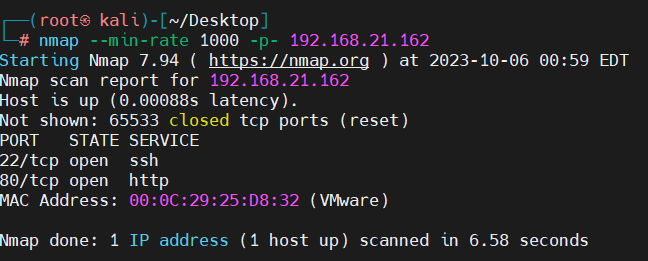 ┌──(root㉿ kali)-[~/Desktop]
└─# nmap --min-rate 1000 -p- 192.168.21.162
Starting Nmap 7.94 ( https://nmap.org ) at 2023-10-06 00:59 EDT
Nmap scan report for 192.168.21.162
Host is up (0.00088s latency).
Not shown: 65533 closed tcp ports (reset)
PORT   STATE SERVICE
22/tcp open  ssh
80/tcp open  http
MAC Address: 00:0C:29:25:D8:32 (VMware)
Nmap done: 1 IP address (1 host up) scanned in 6.58 seconds